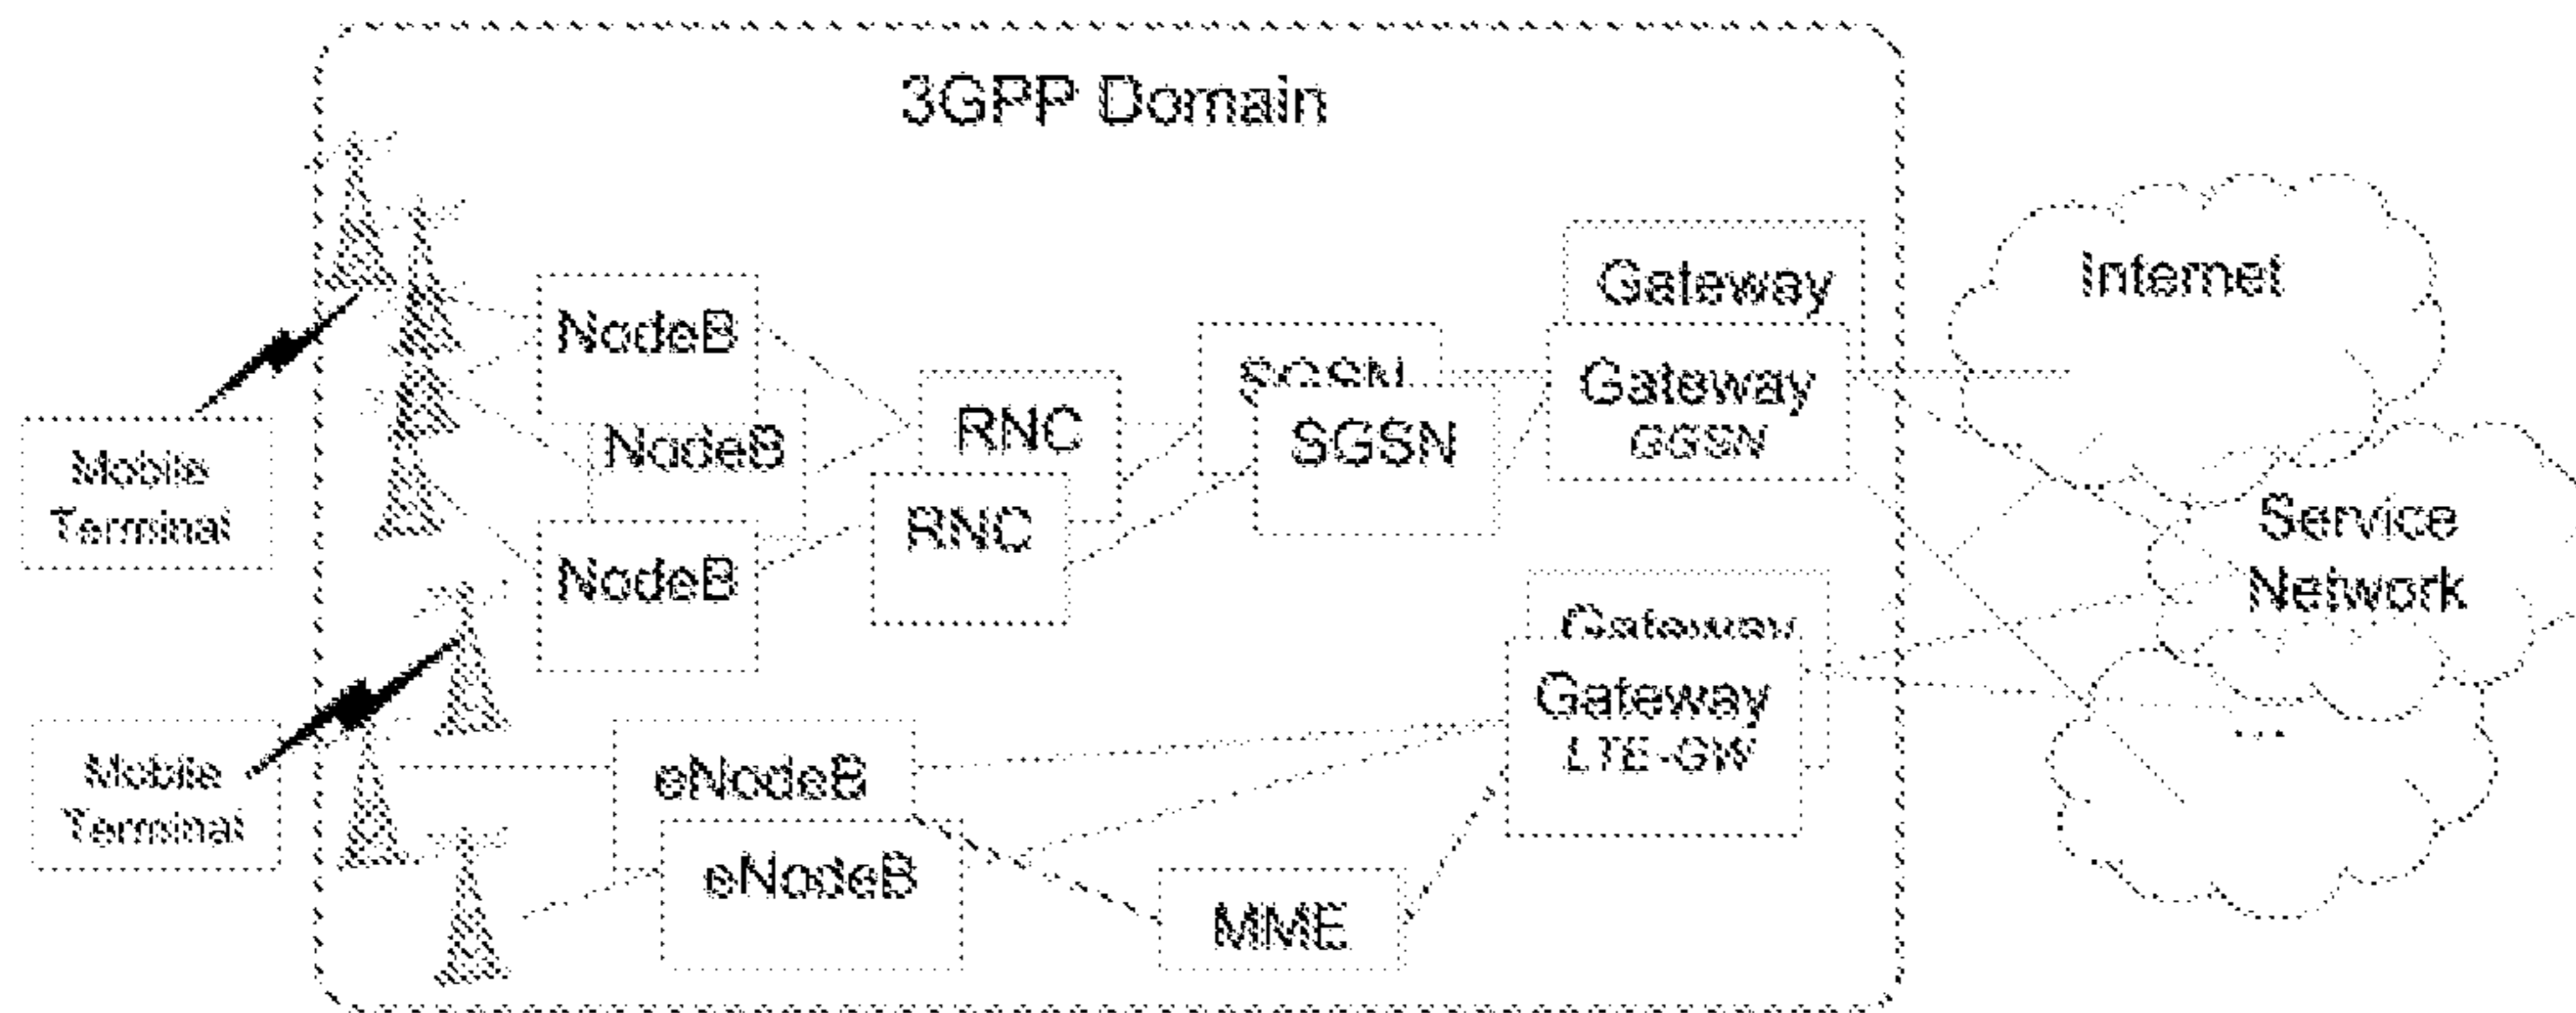 3GPP Domain
Mobile
Terminal
NodeB
NodeB
NodeB
RNC
RNC
SGSN
SGSN
Gateway
Gateway
GGSN
Internet
Service
Network
...
Mobile
Terminal
eNodeB
eNodeB
MME
Gateway
Gateway
LTE-GW